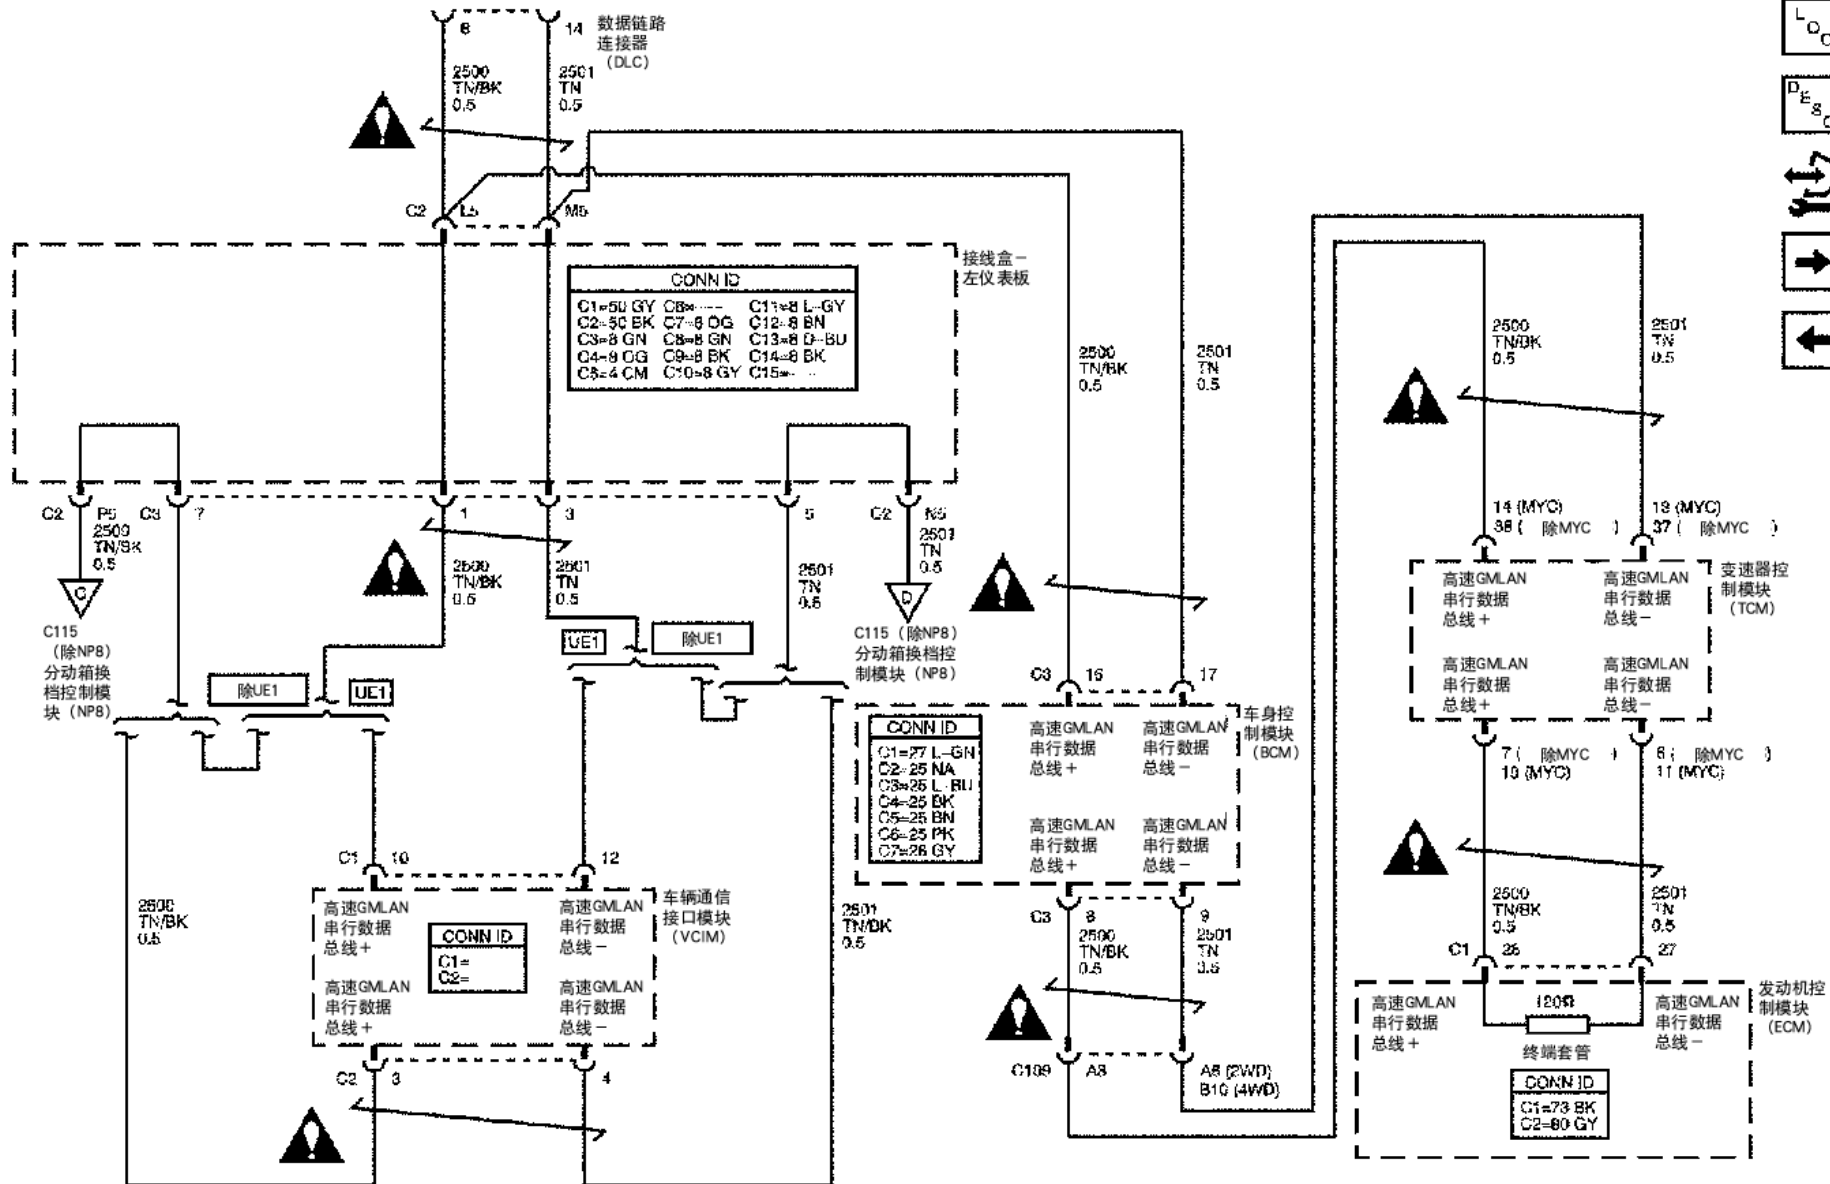 6
14
数据链路
连接器
（DLC）
2500
TN/BK
0.5
2501
TN
0.5
C2
L5
M5
接线盒－
左仪表板
CONN ID
C1=50 GY
C2=50 BK
C7=6 OG
C12=8 BN
C3=8 GN
C8=8 GN
C4=8 OG
C9=8 BK
C14=8 BK
C10=8 GY
C2
P5
C3
7
1
3
5
C2
N5
TN/BK
0.5
2501
TN
0.5
2500
TN/BK
0.5
2501
TN
0.5
2501
TN
0.5
C
D
C115
（除NP8）
分动箱换
档控制模
块（NP8）
C115（除NP8）
分动箱换档控
制模块（NP8）
除UE1
UE1
UE1
除UE1
2500
TN/BK
0.5
2501
TN/BK
0.5
C1
10
12
高速GMLAN
串行数据
总线＋
高速GMLAN
串行数据
总线－
高速GMLAN
串行数据
总线＋
高速GMLAN
串行数据
总线－
CONN ID
C1=
C2=
车辆通信
接口模块
（VCIM）
C2
3
4
2500
TN/BK
0.5
2501
TN
0.5
C3
16
17
CONN ID
C1=27 L-GN
C2=25 NA
C3=25 L-BU
C4=25 BK
C5=25 BN
C6=25 PK
C7=26 GY
高速GMLAN
串行数据
总线＋
高速GMLAN
串行数据
总线－
高速GMLAN
串行数据
总线＋
高速GMLAN
串行数据
总线－
车身控
制模块
（BCM）
C3
8
9
2500
TN/BK
0.5
2501
TN
0.5
C109
A8
A8 (2WD)
B10 (4WD)
2500
TN/BK
0.5
2501
TN
0.5
14 (MYC)
38 ( 除MYC )
13 (MYC)
37 ( 除MYC )
高速GMLAN
串行数据
总线＋
高速GMLAN
串行数据
总线－
高速GMLAN
串行数据
总线＋
高速GMLAN
串行数据
总线－
变速器控
制模块
（TCM）
7 ( 除MYC )
10 (MYC)
6 ( 除MYC )
11 (MYC)
2500
TN/BK
0.5
2501
TN
0.5
C1
27
高速GMLAN
串行数据
总线＋
120Ω
终端套管
高速GMLAN
串行数据
总线－
发动机控
制模块
（ECM）
CONN ID
C1=73 BK
C2=80 GY